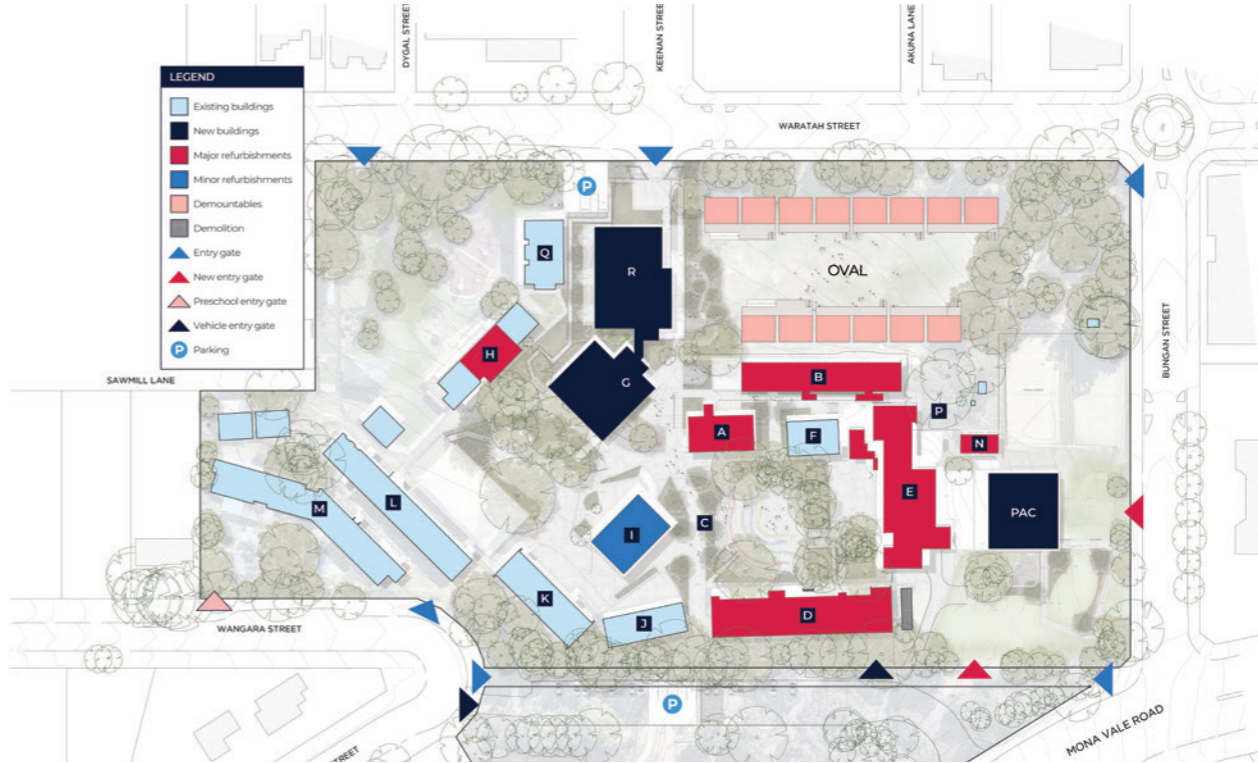 DYGAL STREET
KEENAN STREET
AKUNA LANE
LEGEND
Existing buildings
New buildings
Major refurbishments
Minor refurbishments
Demountables
Demolition
Entry gate
New entry gate
Preschool entry gate
Vehicle entry gate
P Parking
WARATAH STREET
P
Q
R
OVAL
H
G
B
SAWMILL LANE
BUNGAN STREET
A
F
P
N
M
L
I
C
E
PAC
K
J
D
WANGARA STREET
P
MONA VALE ROAD
STREET